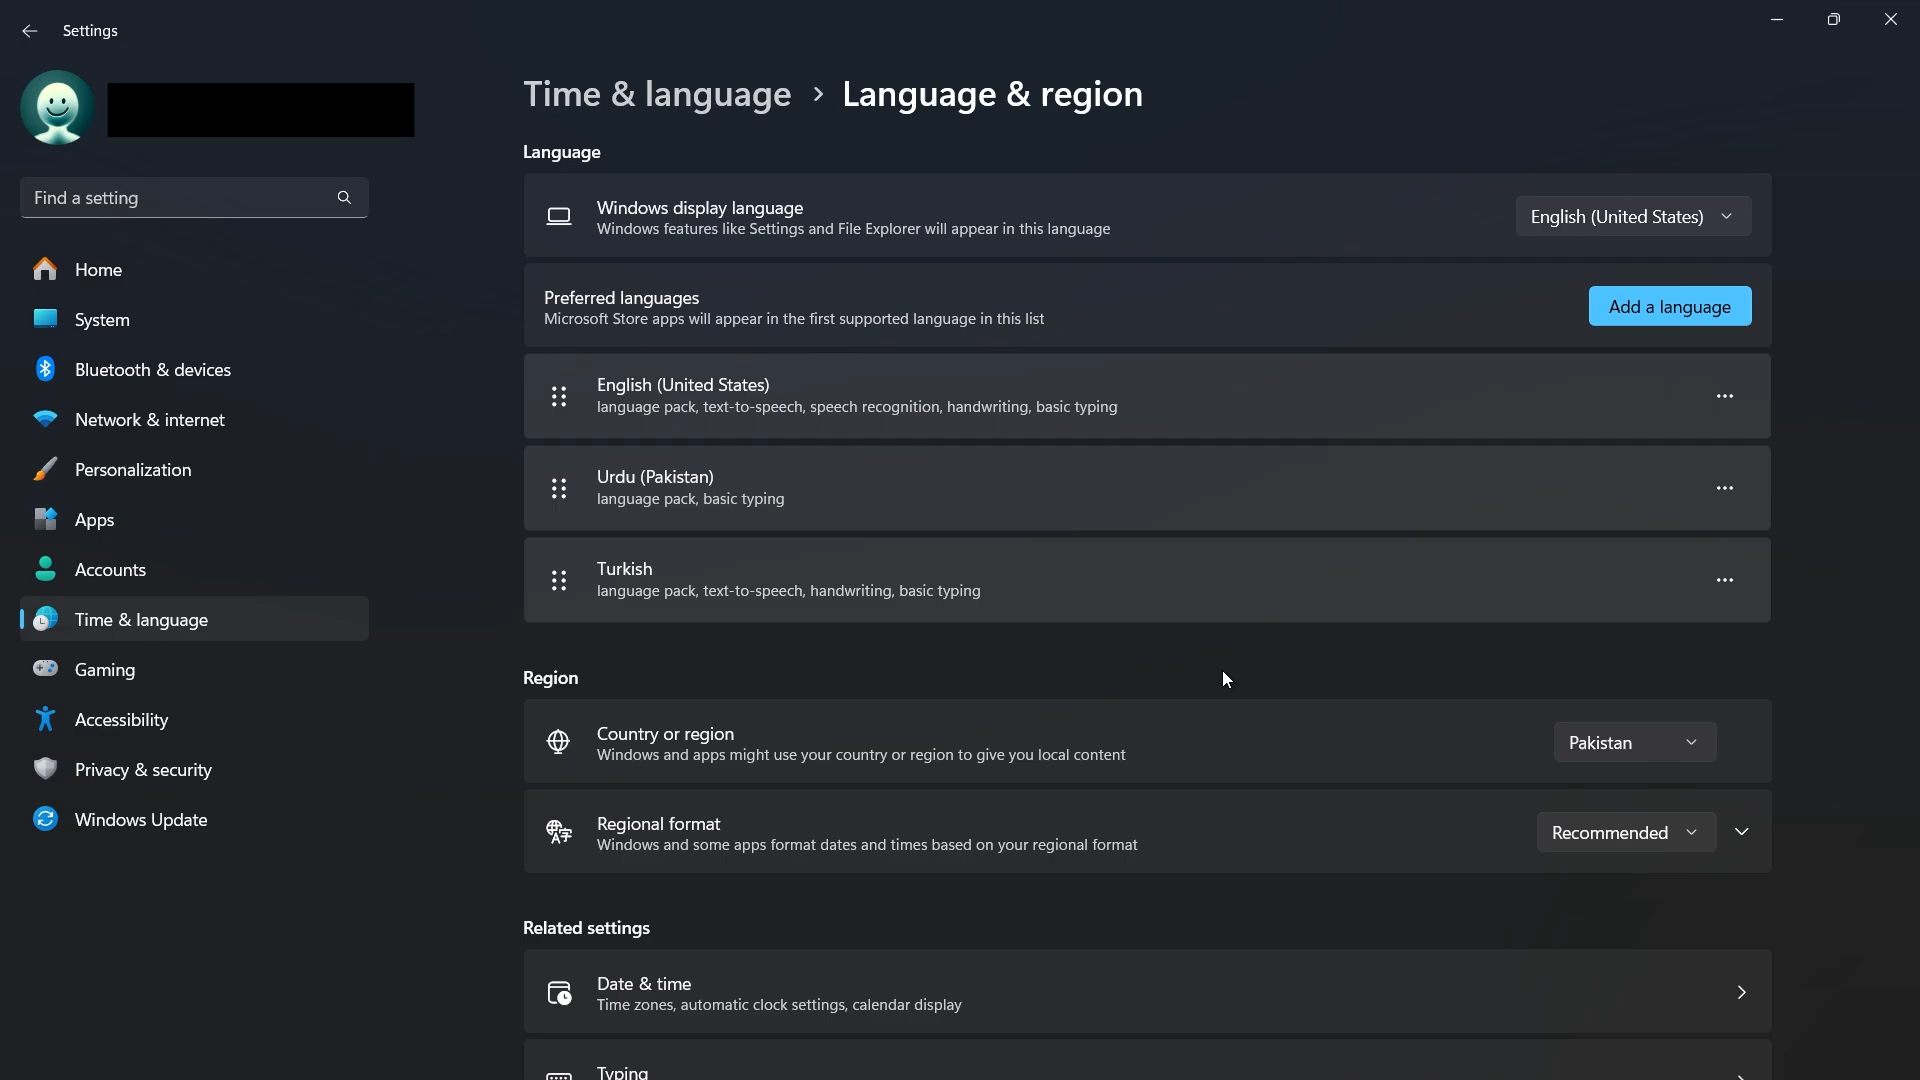 Settings
Find a setting
Home
System
Bluetooth & devices
Network & internet
Personalization
Apps
Accounts
Time & language
Gaming
Accessibility
Privacy & security
Windows Update
Time & language > Language & region
Language
Windows display language
Windows features like Settings and File Explorer will appear in this language
English (United States)
Preferred languages
Microsoft Store apps will appear in the first supported language in this list
Add a language
English (United States)
language pack, text-to-speech, speech recognition, handwriting, basic typing
Urdu (Pakistan)
language pack, basic typing
Turkish
language pack, text-to-speech, handwriting, basic typing
Region
Country or region
Windows and apps might use your country or region to give you local content
Pakistan
Regional format
Windows and some apps format dates and times based on your regional format
Recommended
Related settings
Date & time
Time zones, automatic clock settings, calendar display
Typing